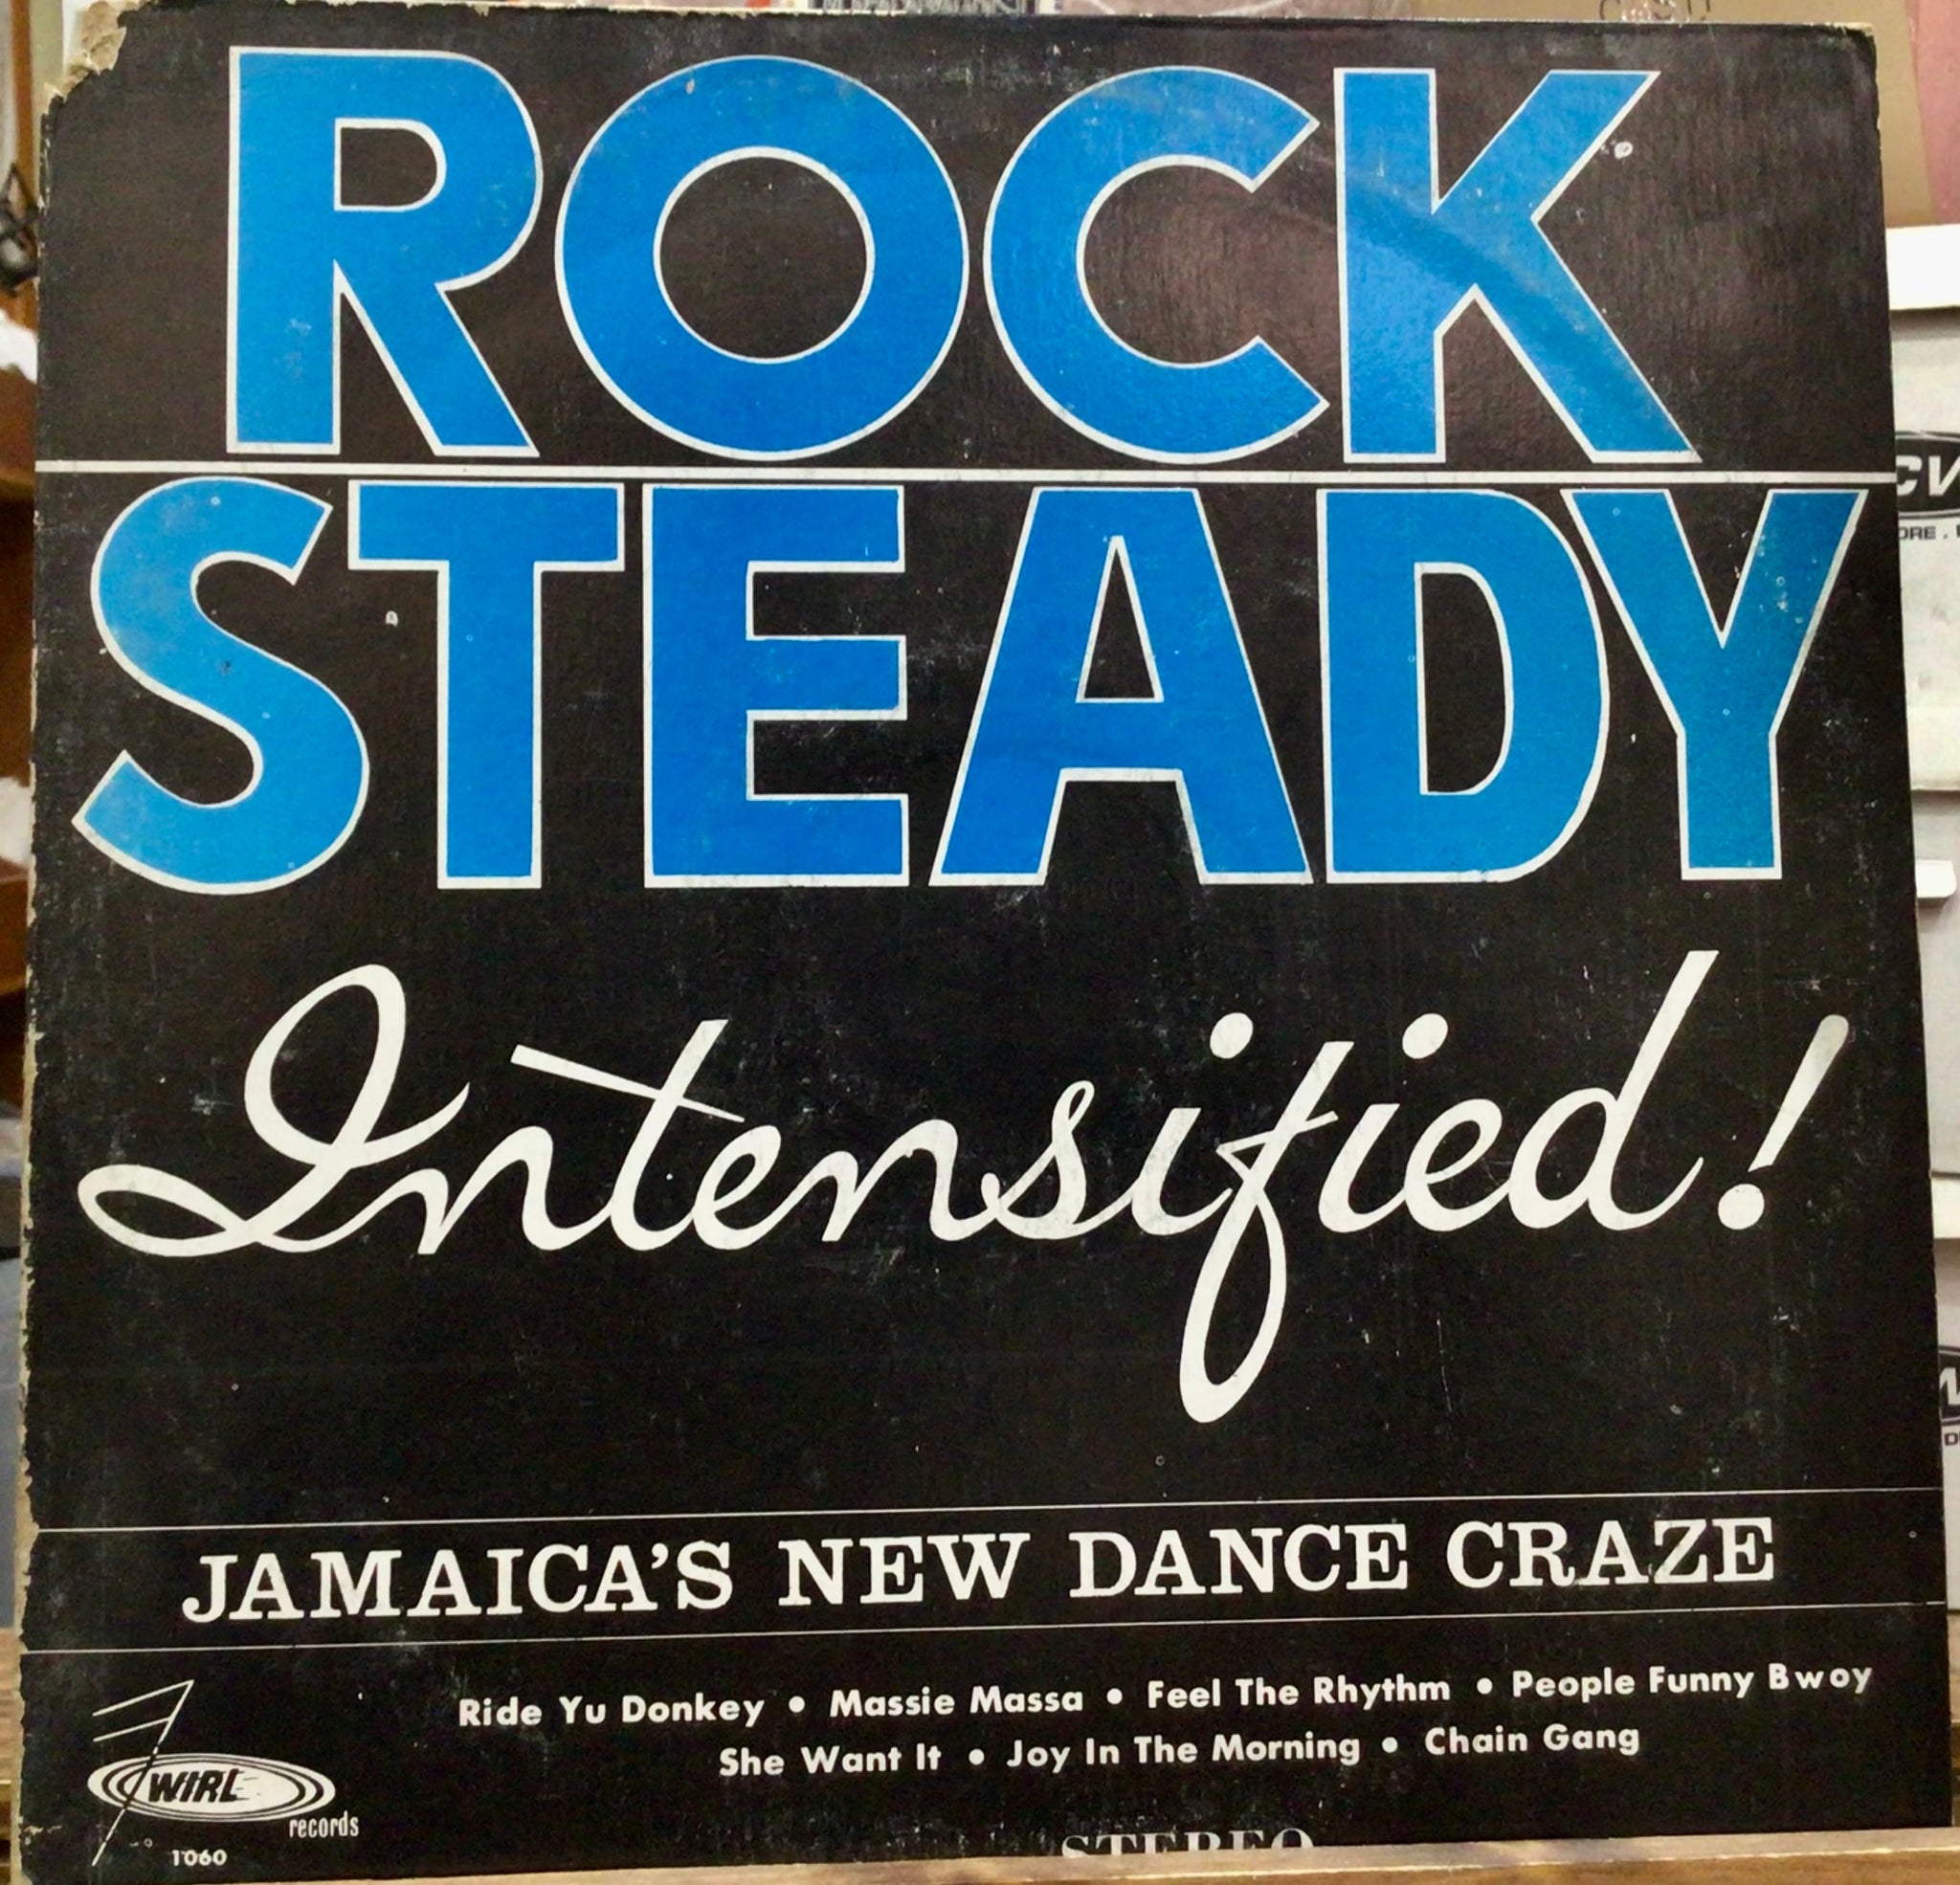 ROCK
STEADY
Intensified!
JAMAICA'S NEW DANCE CRAZE
Ride Yu Donkey • Massie Massa • Feel The Rhythm • People Funny Bwoy
She Want It • Joy In The Morning • Chain Gang
WIRL
records
1060
STEREO